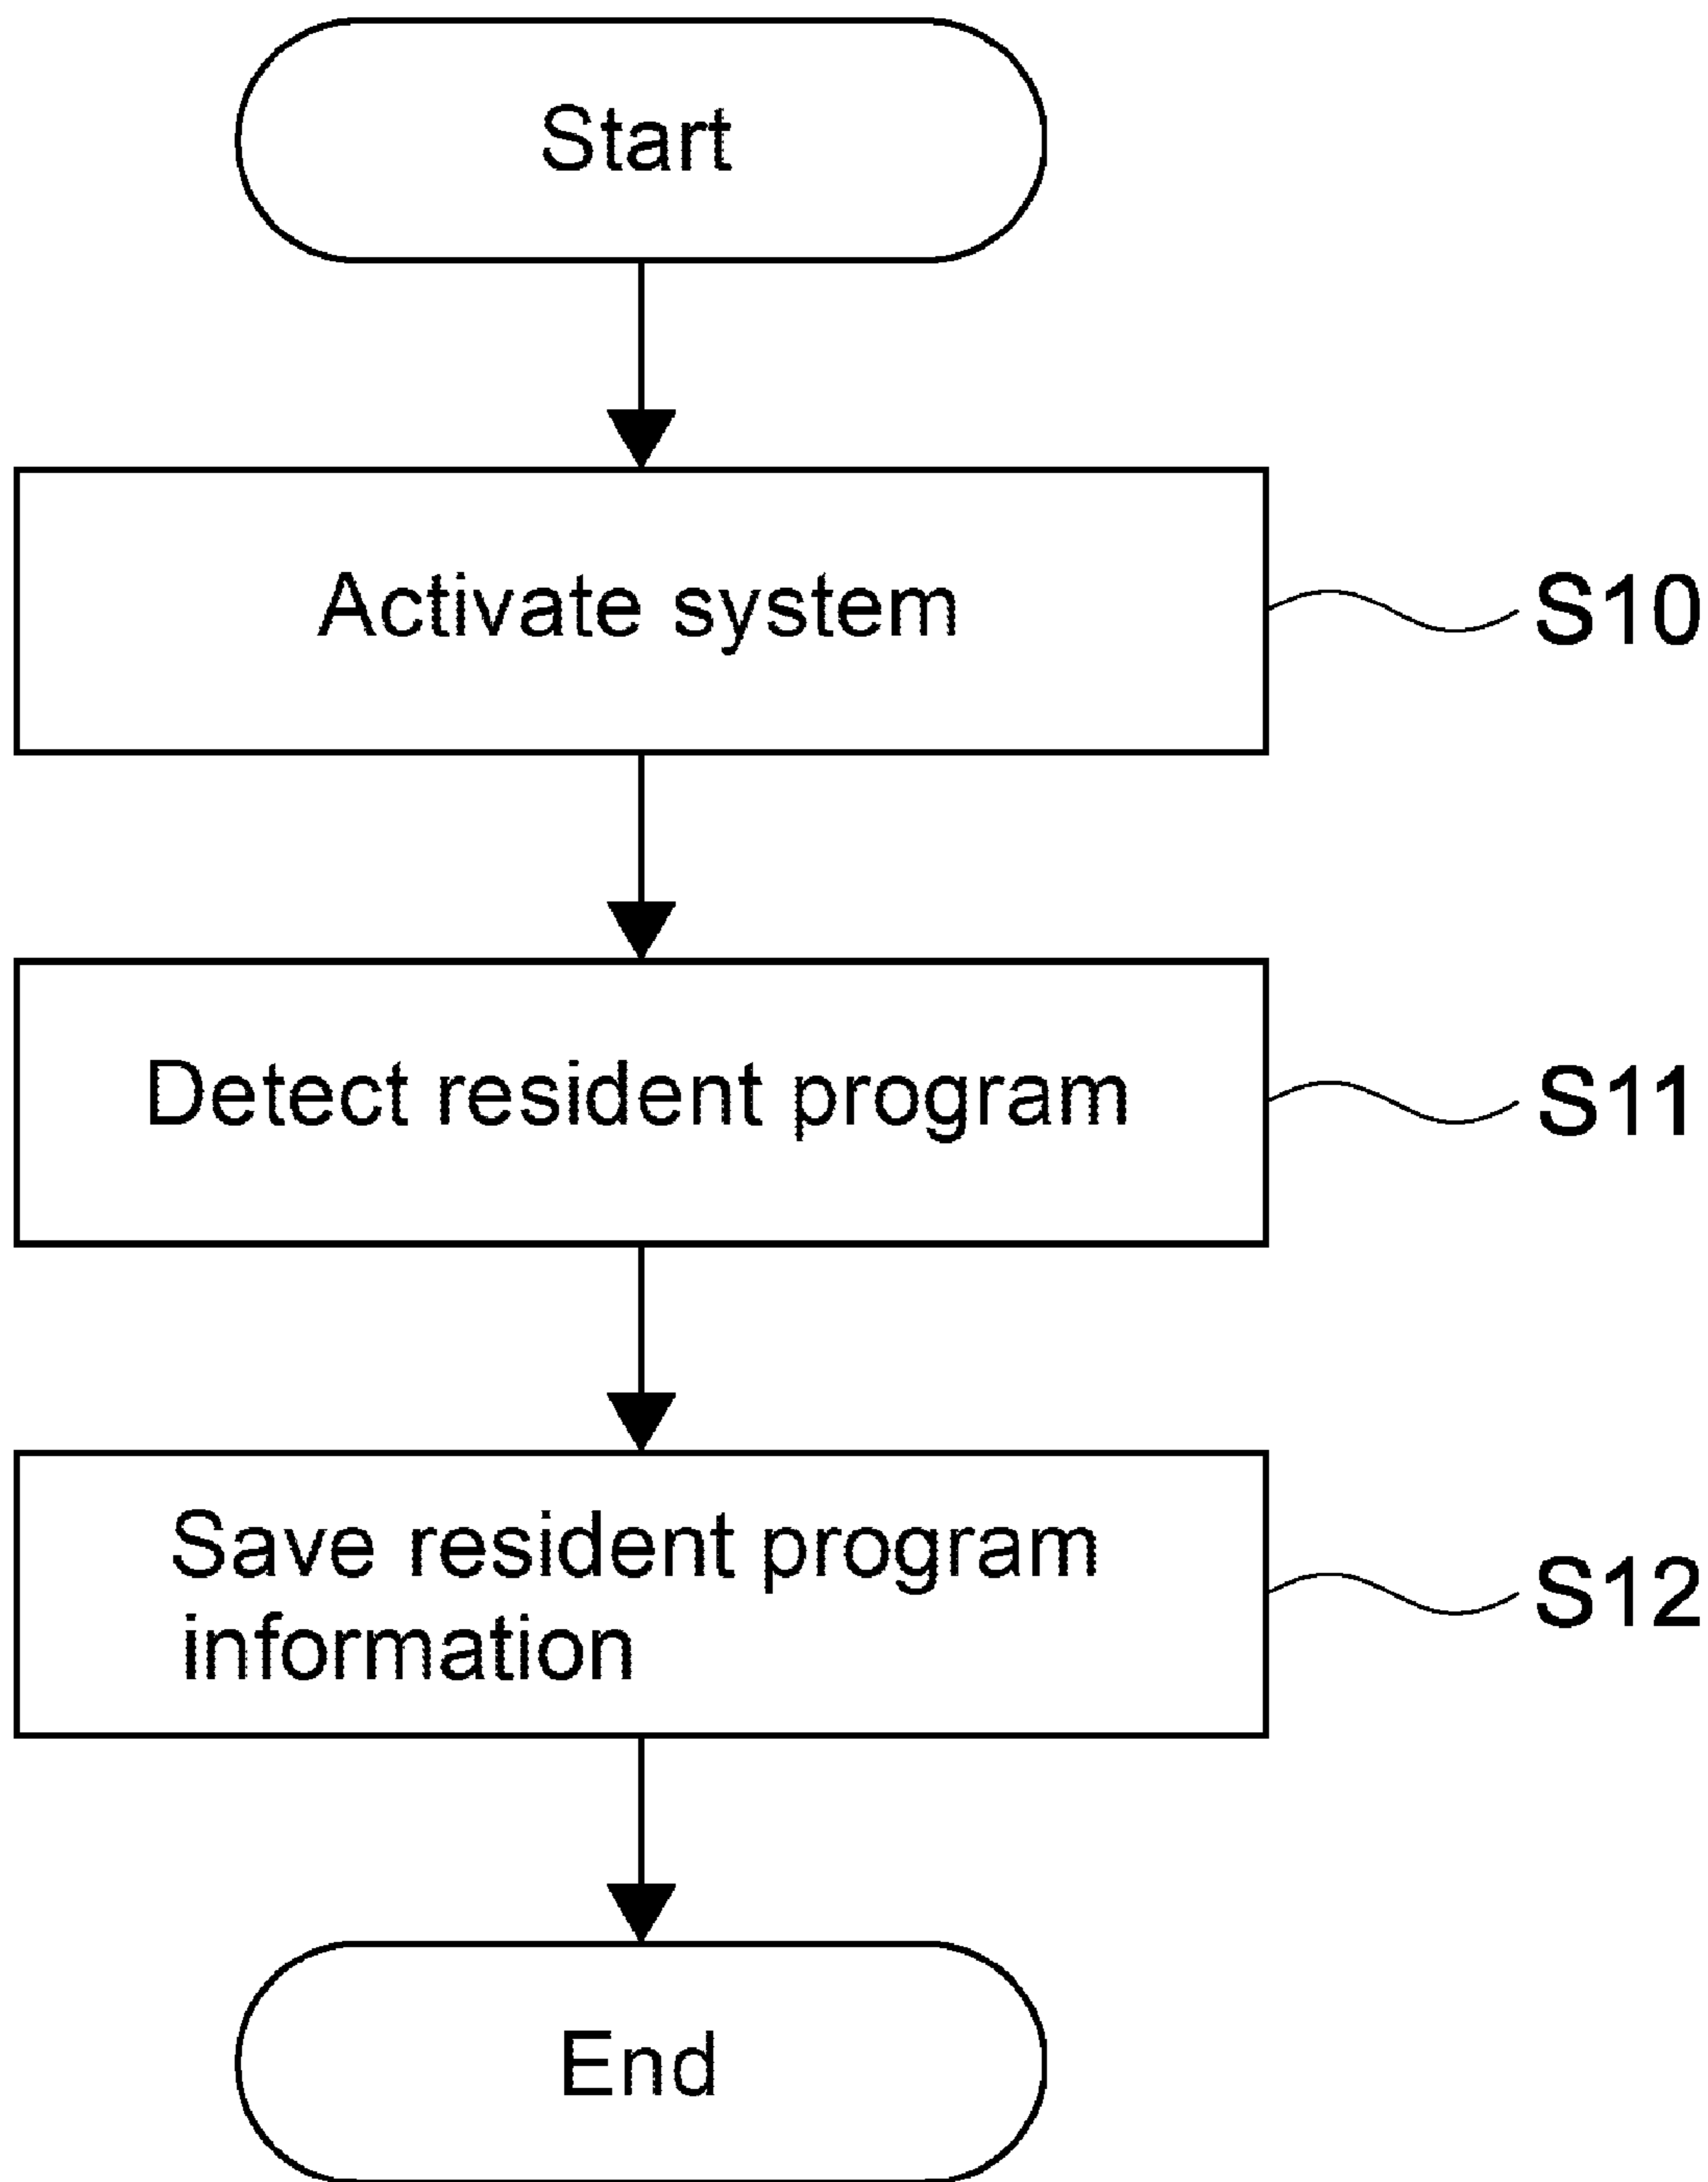 Start
Activate system
S10
Detect resident program
S11
Save resident program
information
S12
End